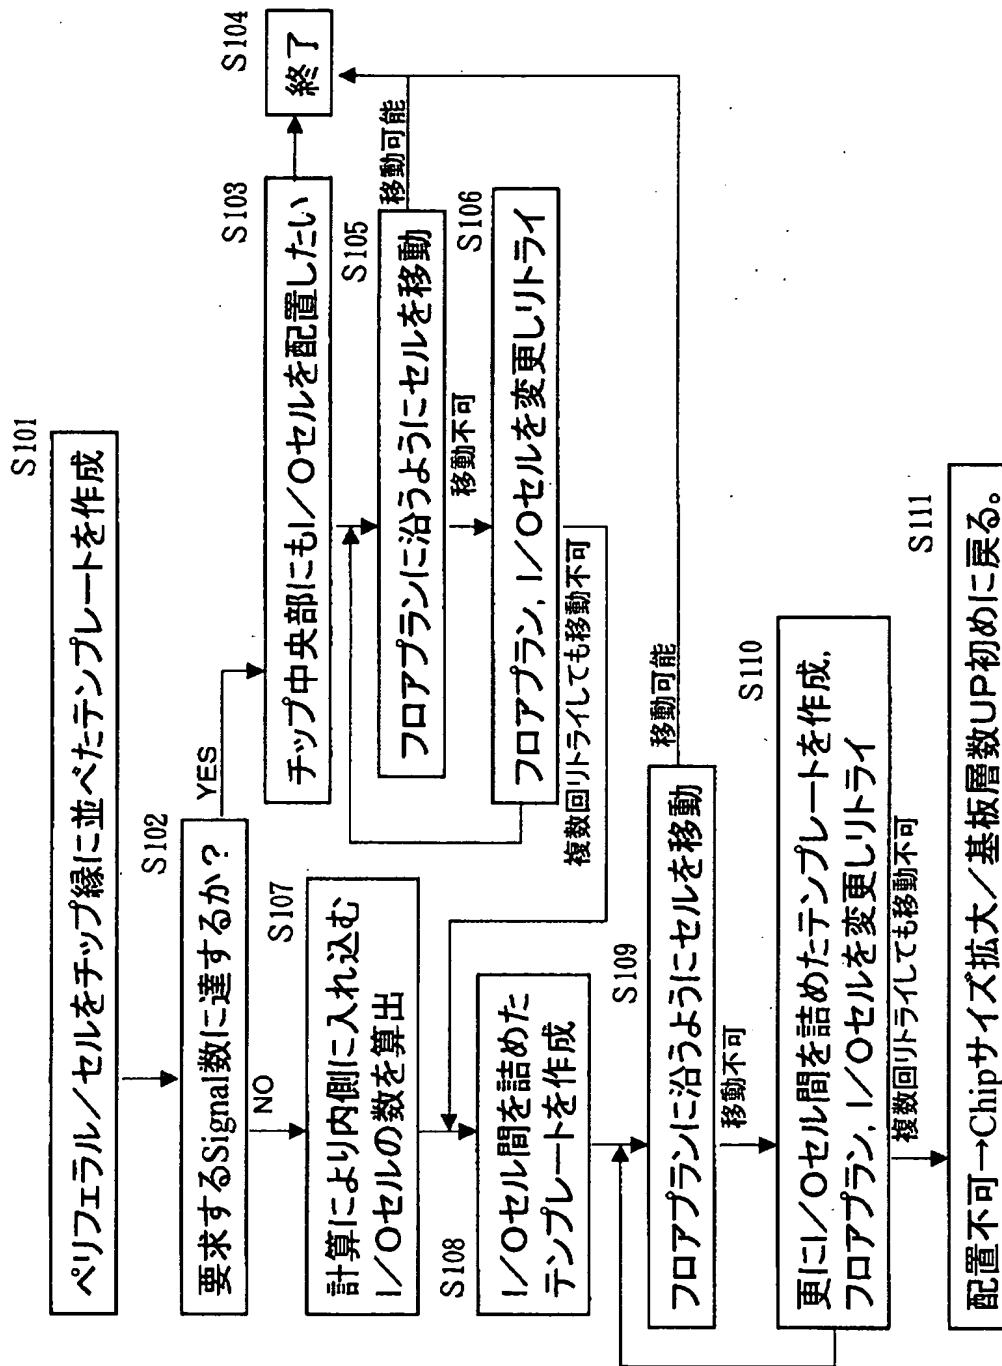 S101
ペリフェラル／セルをチップ縁に並べたテンプレートを作成
S102
要求するSignal数に達するか？
YES
NO
S103
チップ中央部にもI／Oセルを配置したい
S104
終了
S105
フロアプランに沿うようにセルを移動
移動可能
移動不可
S106
フロアプラン，I／Oセルを変更しリトライ
複数回リトライしても移動不可
S107
計算により内側に入れ込む
I／Oセルの数を算出
S108
I／Oセル間を詰めた
テンプレートを作成
S109
フロアプランに沿うようにセルを移動
移動可能
移動不可
S110
更にI／Oセル間を詰めたテンプレートを作成，
フロアプラン，I／Oセルを変更しリトライ
複数回リトライしても移動不可
S111
配置不可→Chipサイズ拡大／基板層数UP初めに戻る。